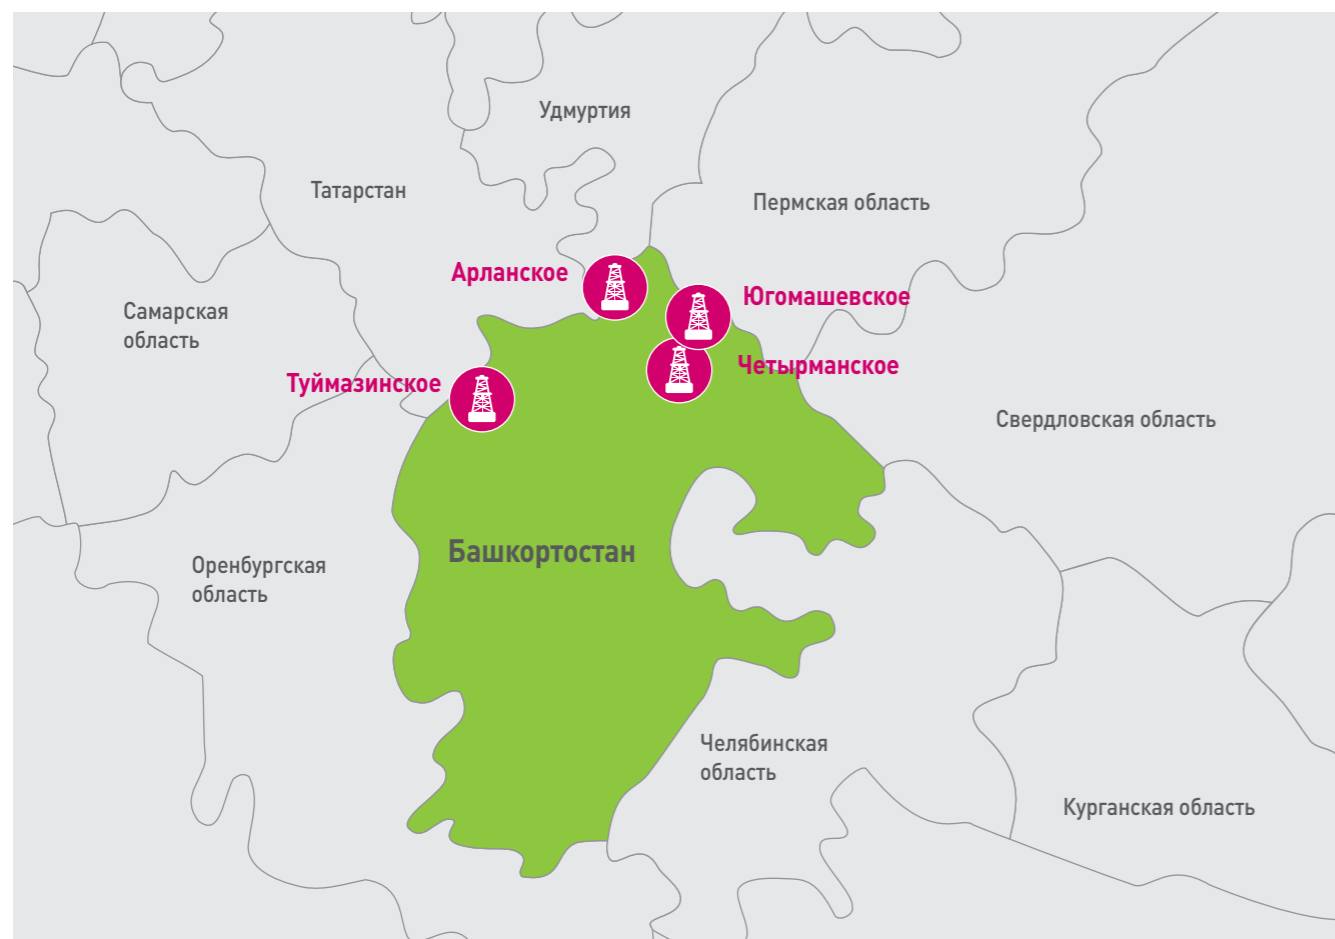 Удмуртия
Татарстан
Пермская область
Арланское
Югомашевское
Самарская
область
Четырманское
Туймазинское
Свердловская область
Башкортостан
Оренбургская
область
Челябинская
область
Курганская область